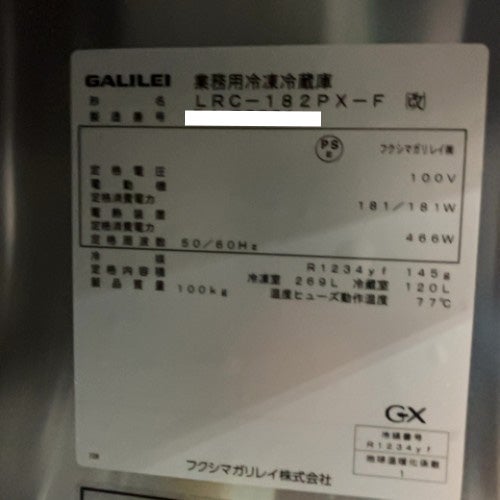 GALILEI 業務用冷凍冷蔵庫
形 名 LRC-182PX-F 改
製造番号
PS E フクシマガリレイ㈱
定格電圧 100V
電動機
定格消費電力 181/181W
電熱装置
定格消費電力 466W
定格周波数 50/60Hz
冷 媒 R1234yf 145g
定格内容積 冷凍室 269L 冷蔵室 120L
製品質量 100kg 温度ヒューズ動作温度 77℃
GX
冷媒番号
R1234yf
地球温暖化係数
1
フクシマガリレイ株式会社